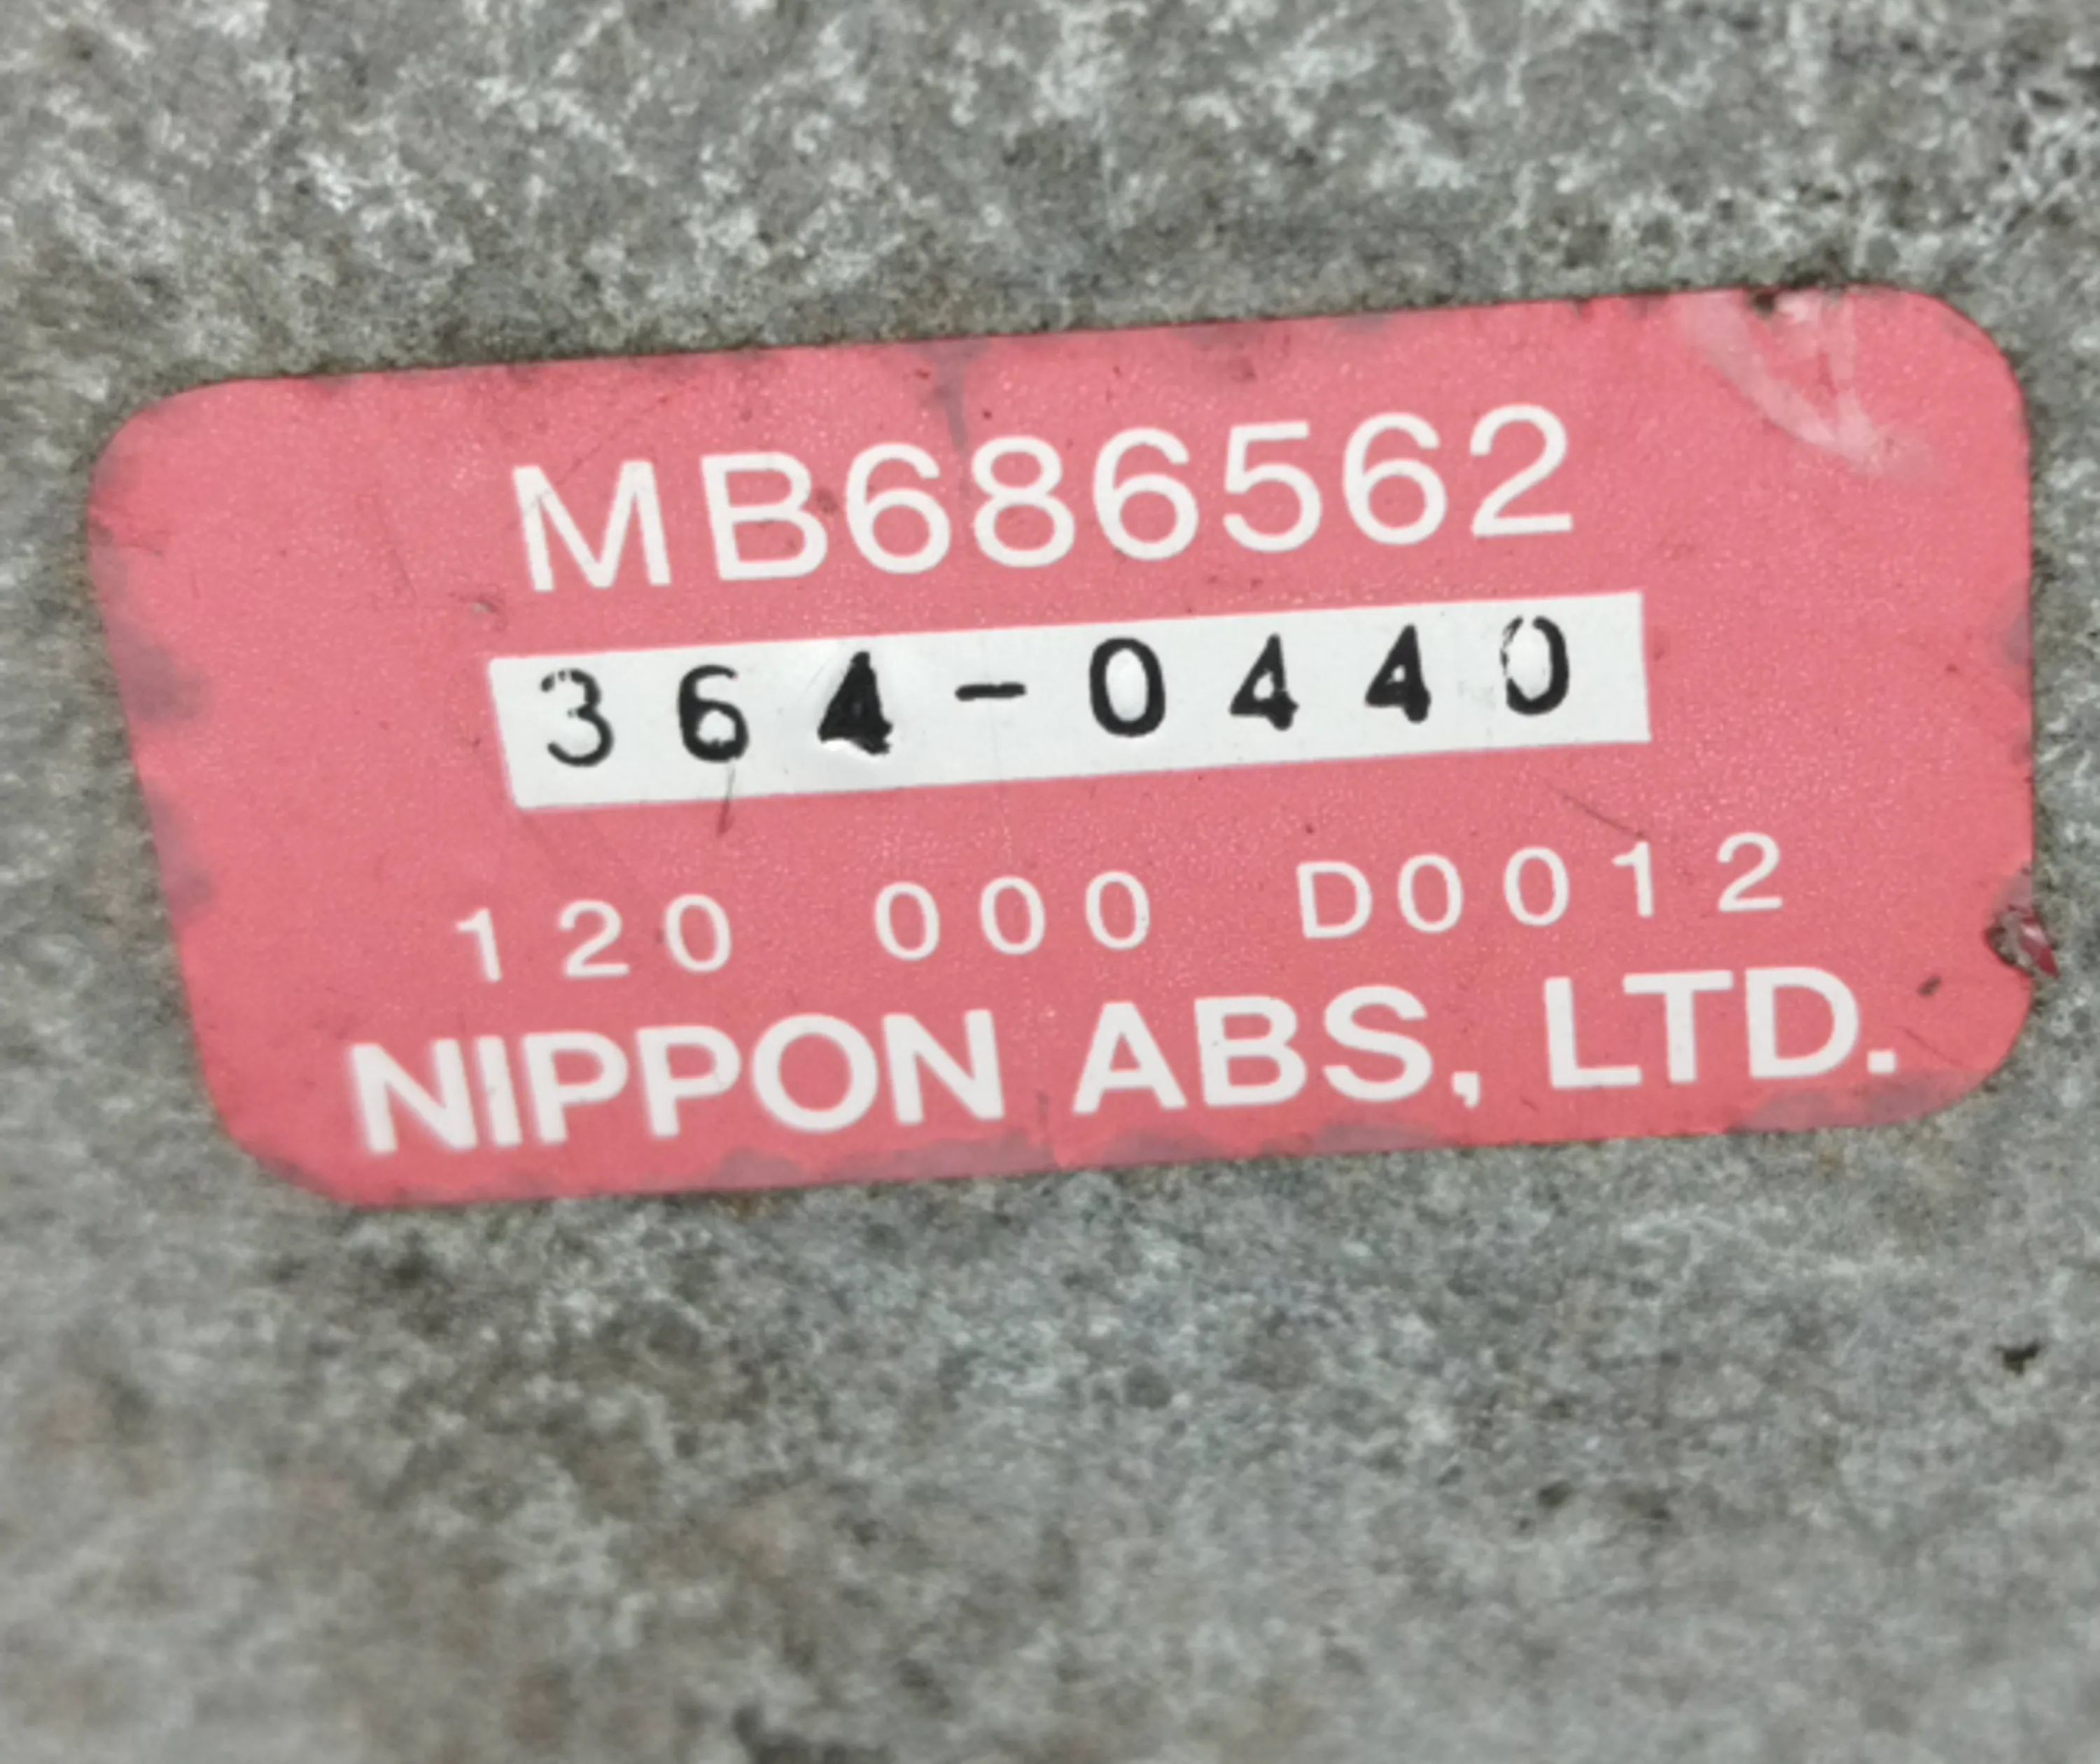 MB686562
364-0440
120 000 D0012
NIPPON ABS, LTD.